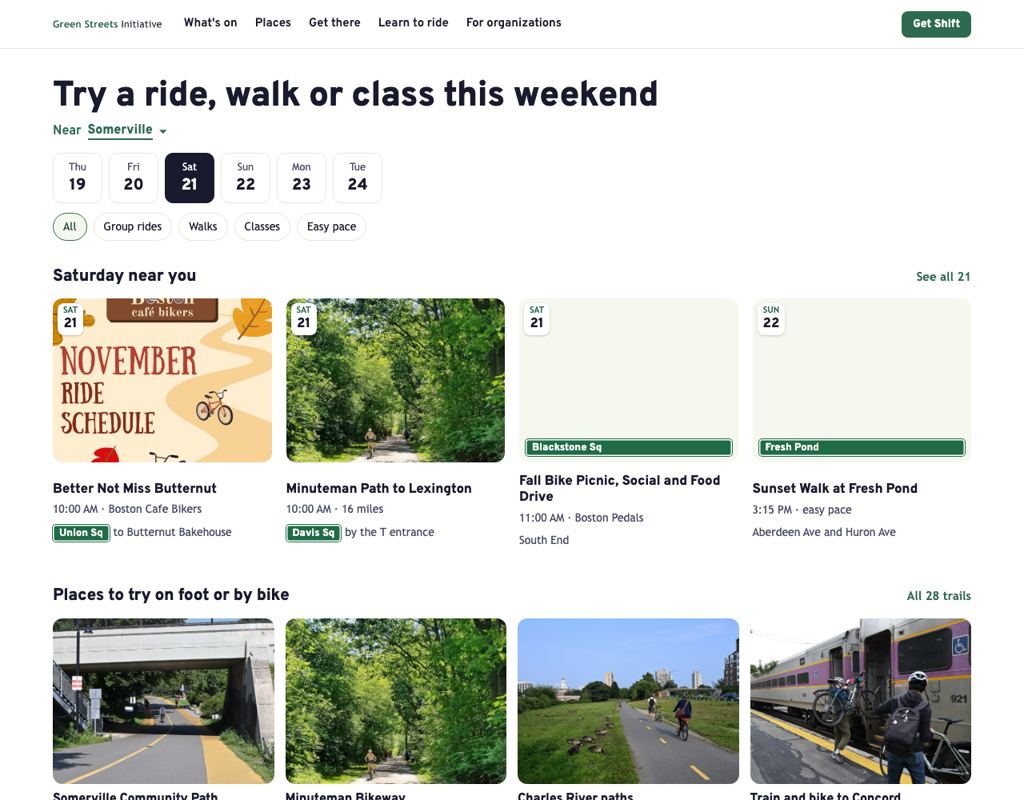 Green Streets Initiative
What's on
Places
Get there
Learn to ride
For organizations
Get Shift
Try a ride, walk or class this weekend
Near Somerville
Thu
19
Fri
20
Sat
21
Sun
22
Mon
23
Tue
24
All
Group rides
Walks
Classes
Easy pace
Saturday near you
See all 21
SAT
21
Boston
café bikers
NOVEMBER
RIDE
SCHEDULE
Better Not Miss Butternut
10:00 AM · Boston Cafe Bikers
Union Sq to Butternut Bakehouse
SAT
21
Minuteman Path to Lexington
10:00 AM · 16 miles
Davis Sq by the T entrance
SAT
21
Blackstone Sq
Fall Bike Picnic, Social and Food
Drive
11:00 AM · Boston Pedals
South End
SUN
22
Fresh Pond
Sunset Walk at Fresh Pond
3:15 PM · easy pace
Aberdeen Ave and Huron Ave
Places to try on foot or by bike
All 28 trails
921
Somerville Community Path
Minuteman Bikeway
Charles River paths
Train and bike to Concord